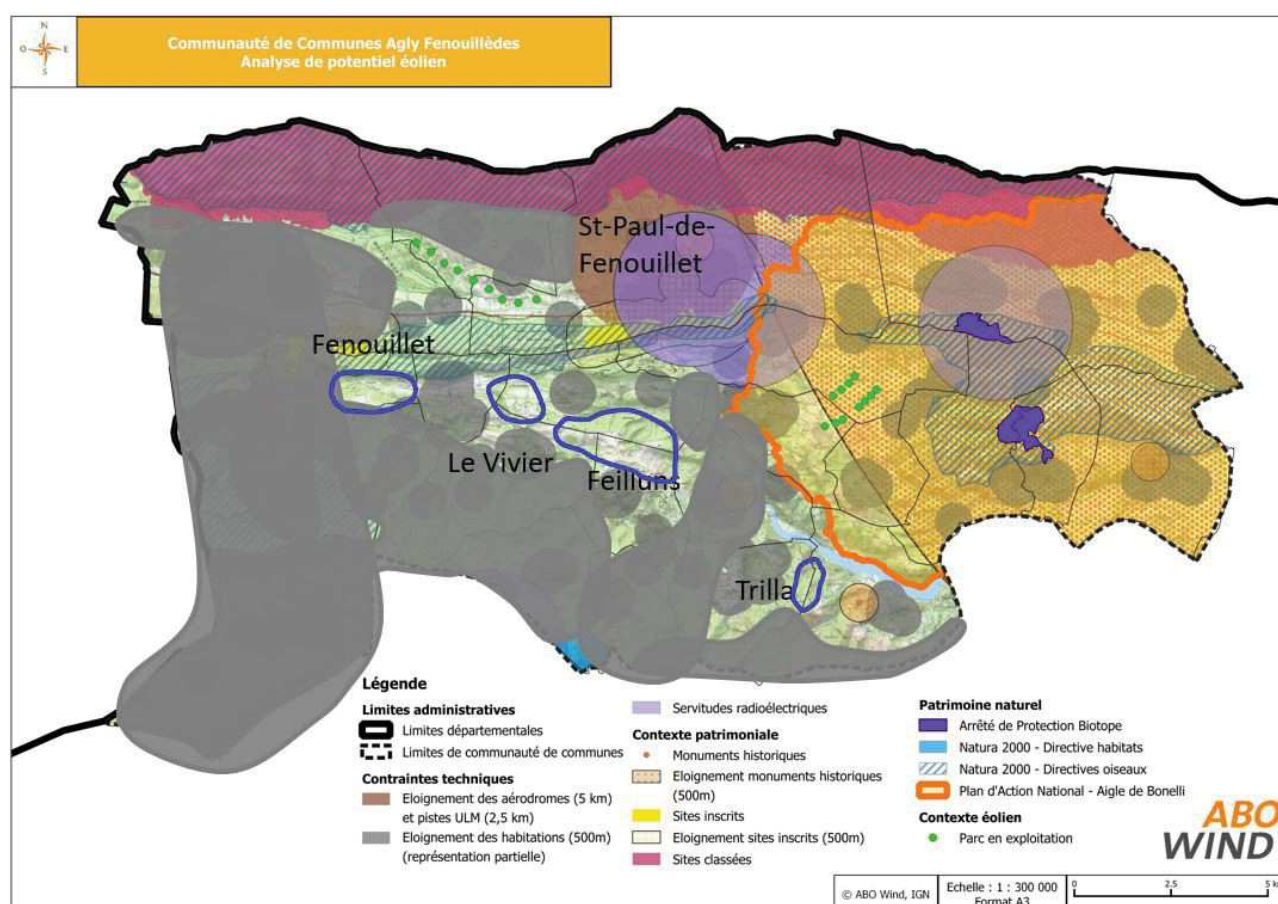 N
O E
S
Communauté de Communes Agly Fenouillèdes
Analyse de potentiel éolien
St-Paul-de-
Fenouillet
Fenouillet
Le Vivier
Feilluns
Trilla
Légende
Limites administratives
Limites départementales
Limites de communauté de communes
Contraintes techniques
Eloignement des aérodromes (5 km)
et pistes ULM (2,5 km)
Eloignement des habitations (500m)
(représentation partielle)
Servitudes radioélectriques
Contexte patrimoniale
Monuments historiques
Eloignement monuments historiques
(500m)
Sites inscrits
Eloignement sites inscrits (500m)
Sites classées
Patrimoine naturel
Arrêté de Protection Biotope
Natura 2000 - Directive habitats
Natura 2000 - Directives oiseaux
Plan d'Action National - Aigle de Bonelli
Contexte éolien
Parc en exploitation
ABO
WIND
© ABO Wind, IGN
Echelle : 1 : 300 000
Format A3
0 2.5 5 k